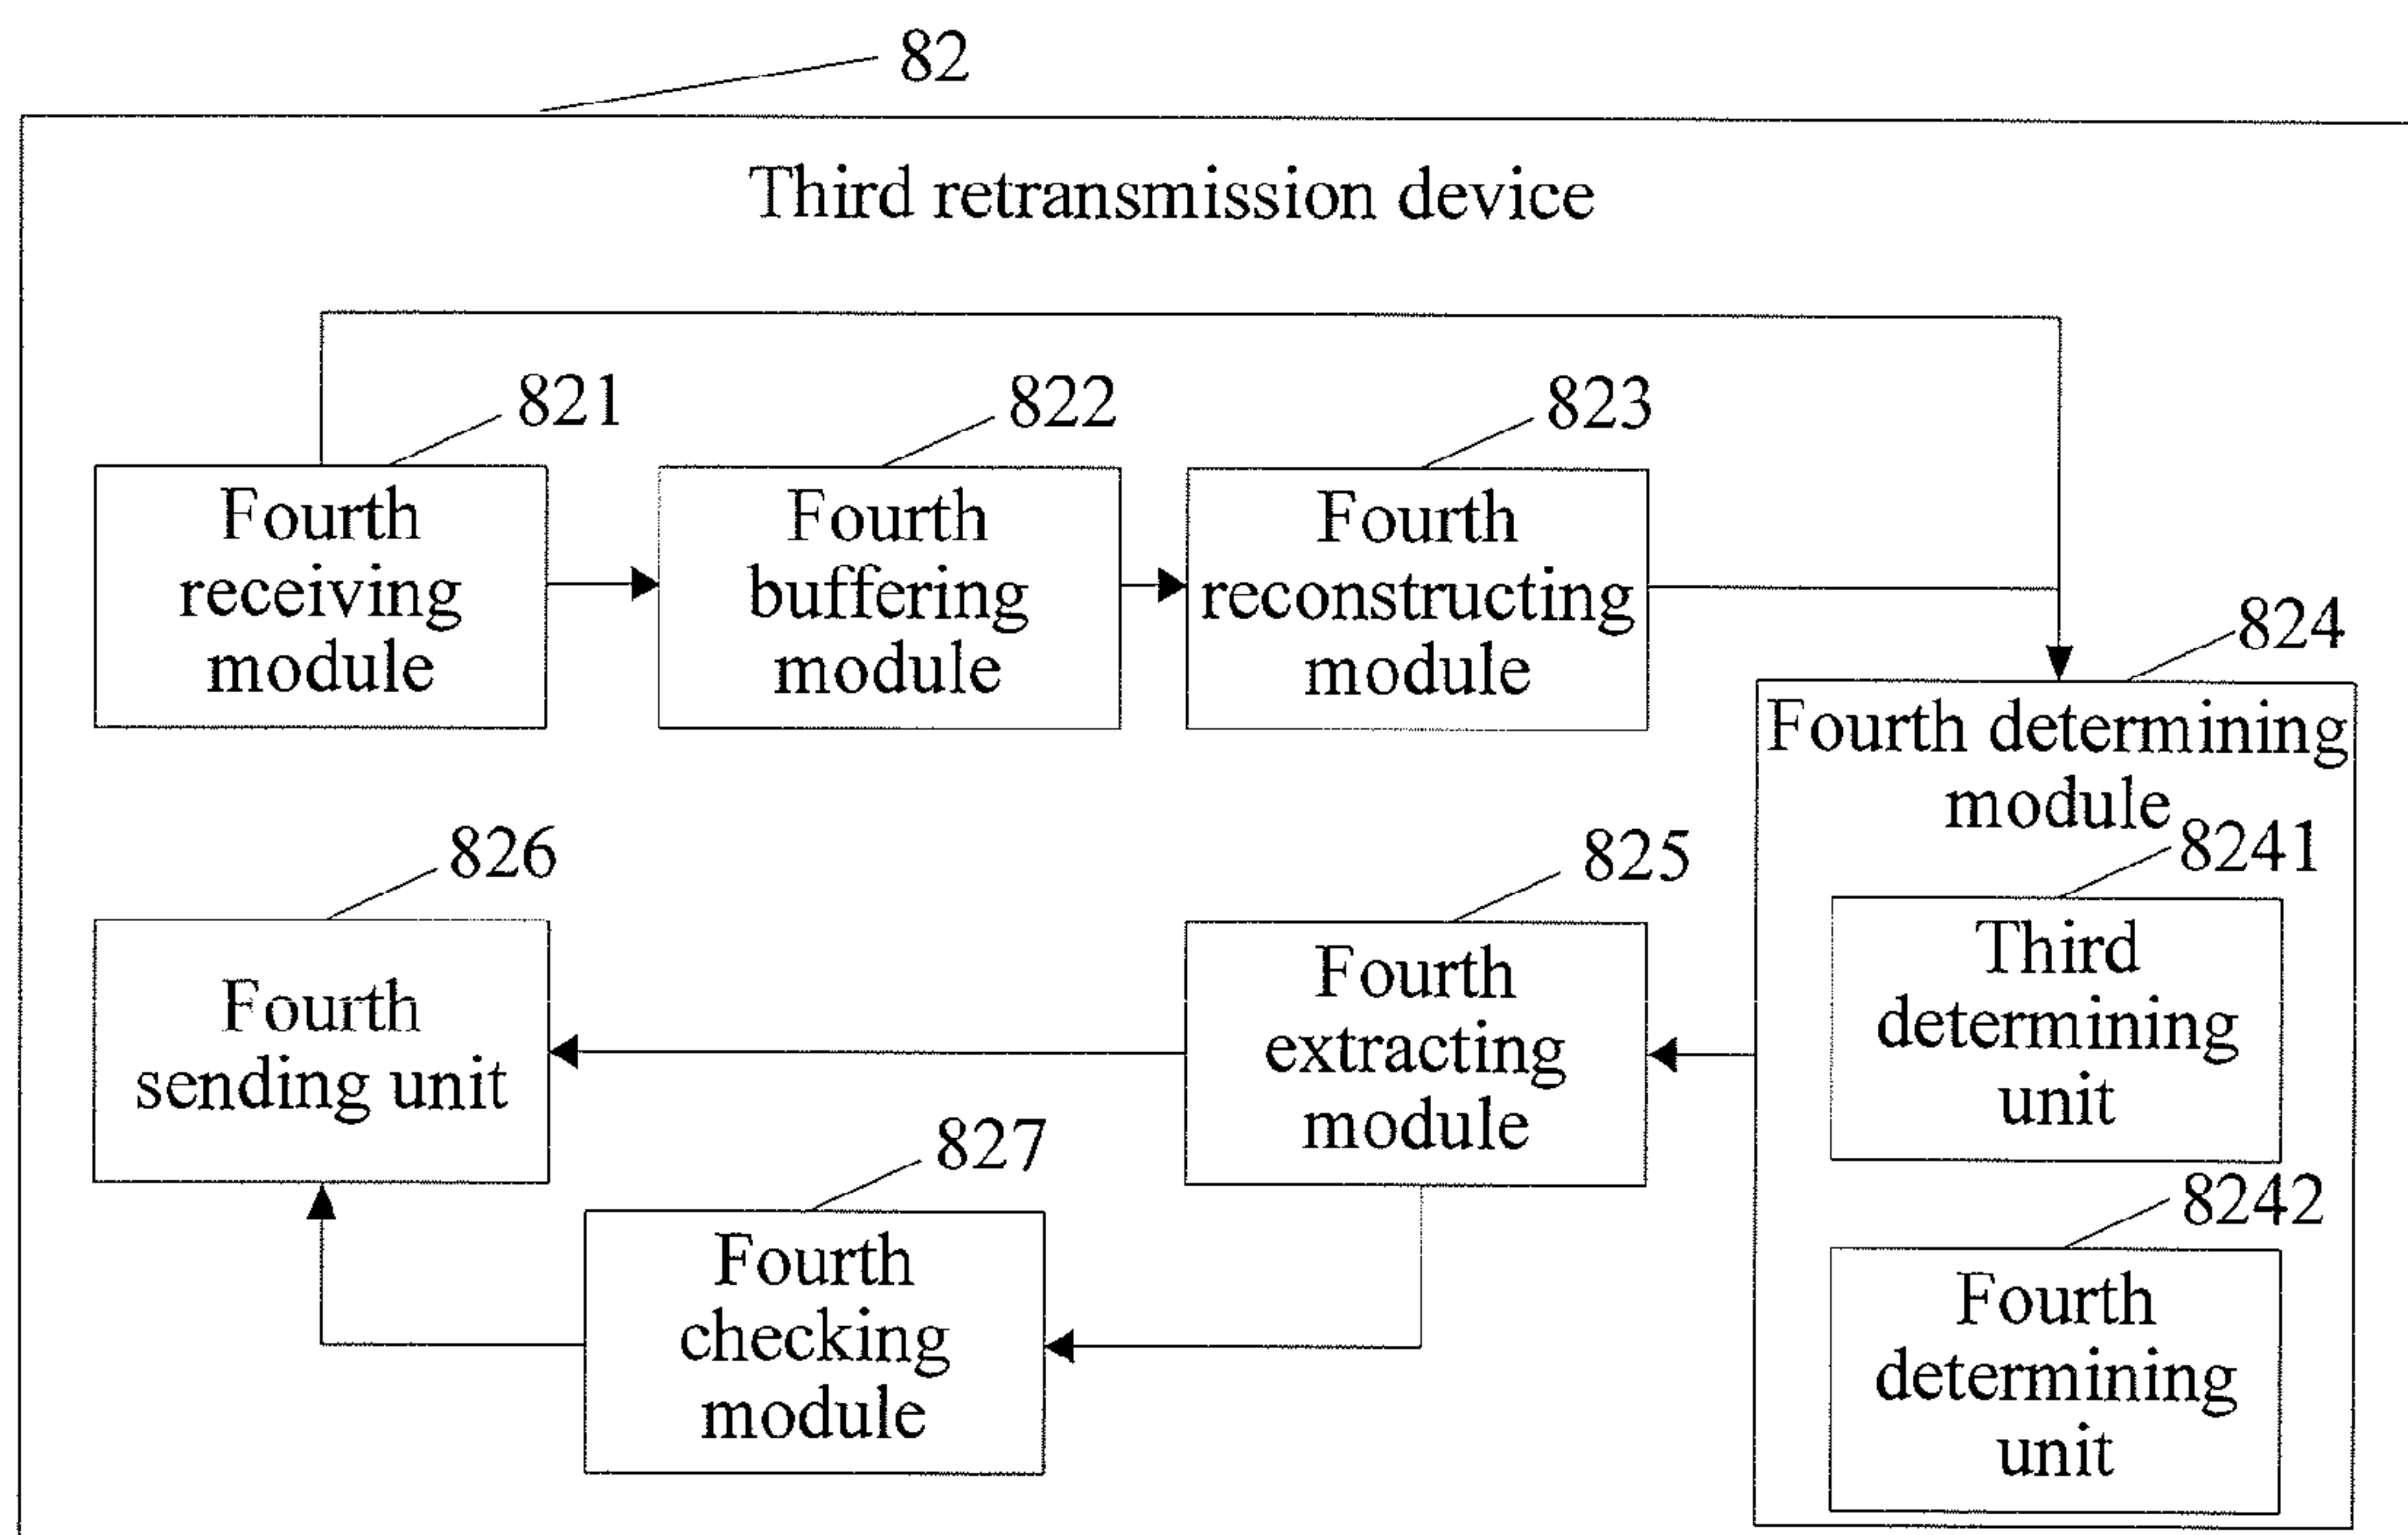 82
Third retransmission device
821
822
823
Fourth
receiving
module
Fourth
buffering
module
Fourth
reconstructing
module
824
Fourth determining
module
8241
Third
determining
unit
8242
Fourth
determining
unit
825
Fourth
extracting
module
826
Fourth
sending unit
827
Fourth
checking
module